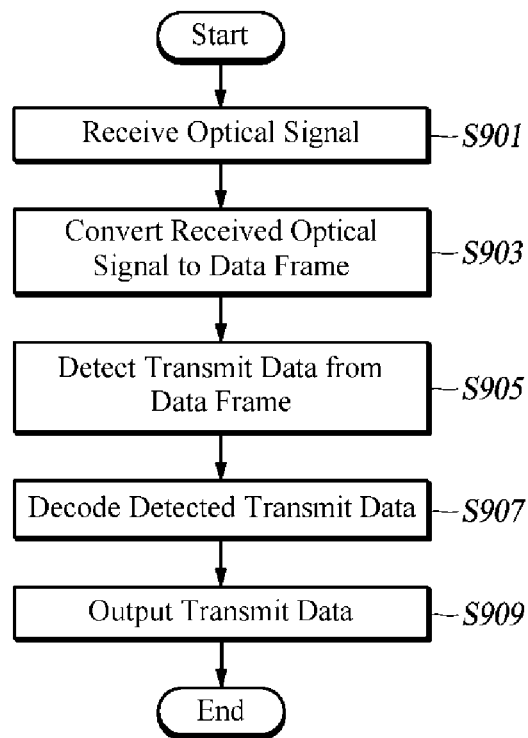 Start
Receive Optical Signal
S901
Convert Received Optical
Signal to Data Frame
S903
Detect Transmit Data from
Data Frame
S905
Decode Detected Transmit Data
S907
Output Transmit Data
S909
End